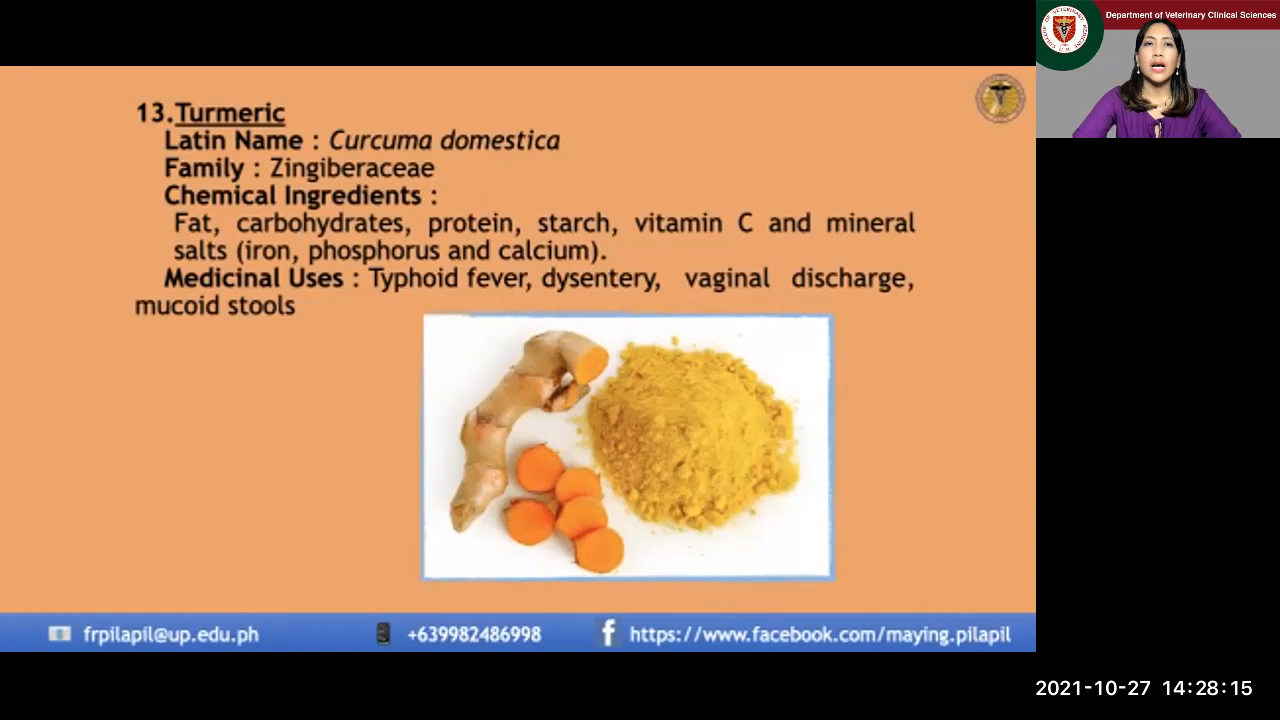 Department of Veterinary Clinical Sciences
13.Turmeric
Latin Name : Curcuma domestica
Family : Zingiberaceae
Chemical Ingredients :
Fat, carbohydrates, protein, starch, vitamin C and mineral
salts (iron, phosphorus and calcium).
Medicinal Uses : Typhoid fever, dysentery, vaginal discharge,
mucoid stools
frpilapil@up.edu.ph
+639982486998
https://www.facebook.com/maying.pilapil
2021-10-27 14:28:15